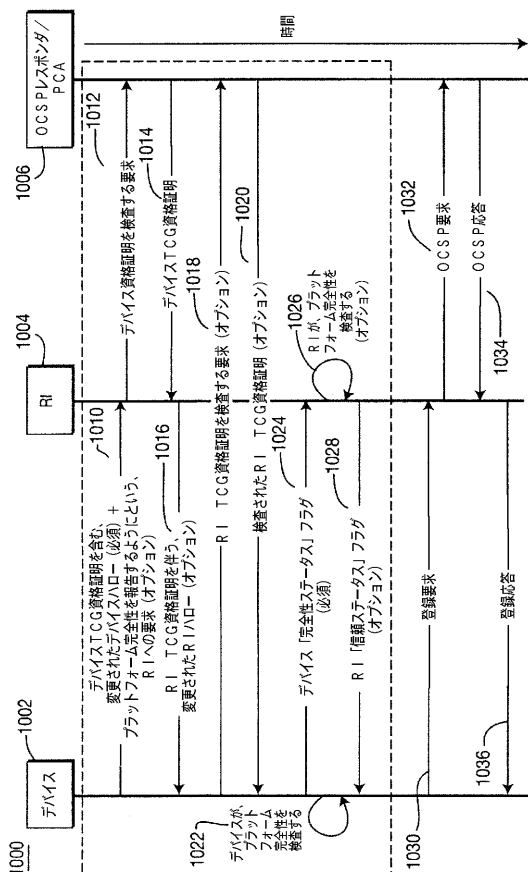 1000
1002
デバイス
1004
RI
1006
OCSPレスポンダ/
PCA
時間
1010
デバイスTCG資格証明を含む、
変更されたデバイスハロー(必須)+
プラットフォーム完全性を報告するようにという、
RIへの要求(オプション)
1012
デバイス資格証明を検査する要求
1014
デバイスTCG資格証明
1016
RI TCG資格証明を伴う、
変更されたRIハロー(オプション)
1018
RI TCG資格証明を検査する要求(オプション)
1020
検査されたRI TCG資格証明(オプション)
1022
デバイスが、
プラット
フォーム
完全性を
検査する
1024
デバイス「完全性ステータス」フラグ
(必須)
1026
RIが、プラット
フォーム完全性を
検査する
(オプション)
1028
RI「信頼ステータス」フラグ
(オプション)
1030
登録要求
1032
OCSP要求
1034
OCSP応答
1036
登録応答